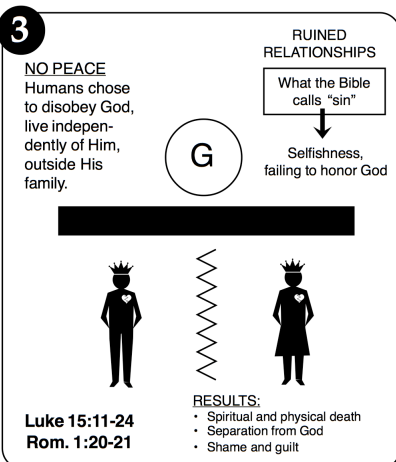 3
NO PEACE
Humans chose
to disobey God,
live indepen-
dently of Him,
outside His
family.
RUINED
RELATIONSHIPS
What the Bible
calls “sin”
Selfishness,
failing to honor God
G
Luke 15:11-24
Rom. 1:20-21
RESULTS:
• Spiritual and physical death
• Separation from God
• Shame and guilt